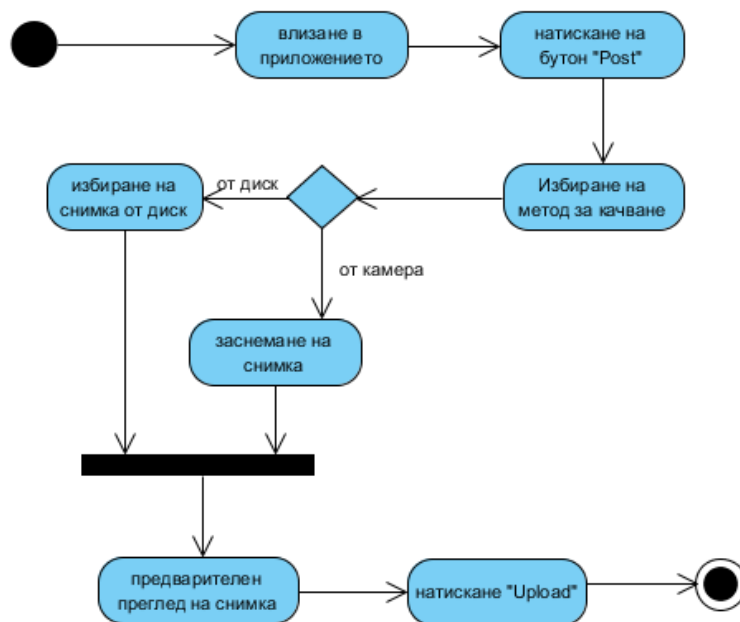 влизане в
приложението
натискане на
бутон "Post"
избиране на
снимка от диск
от диск
Избиране на
метод за качване
от камера
заснемане на
снимка
предварителен
преглед на снимка
натискане "Upload"